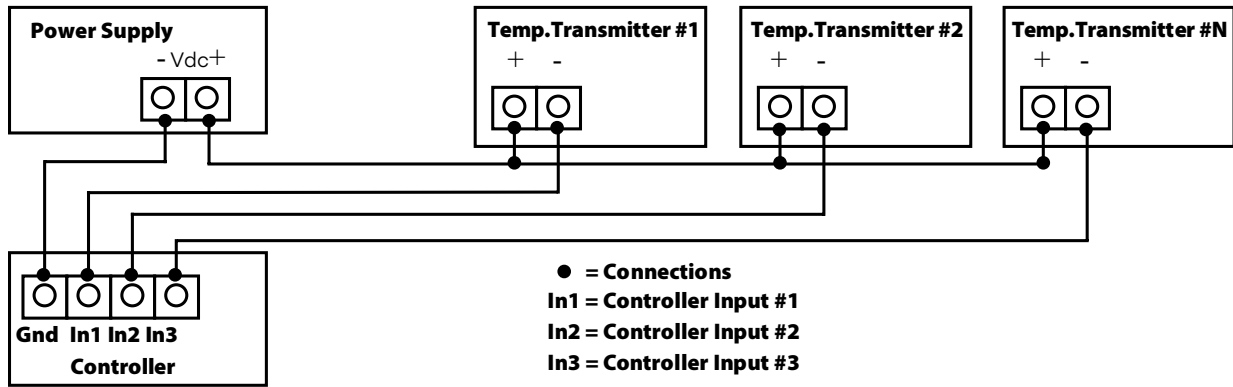 Power Supply
- Vdc+
Temp.Transmitter #1
+ -
Temp.Transmitter #2
+ -
Temp.Transmitter #N
+ -
Gnd In1 In2 In3
Controller
= Connections
In1 = Controller Input #1
In2 = Controller Input #2
In3 = Controller Input #3